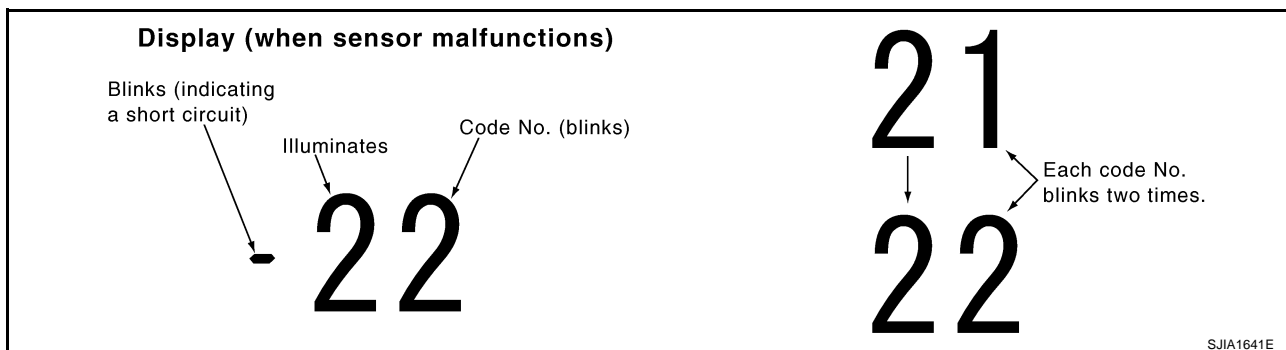 Display (when sensor malfunctions)
Blinks (indicating
a short circuit)
Illuminates
Code No. (blinks)
- 22
21
Each code No.
blinks two times.
22
SJIA1641E